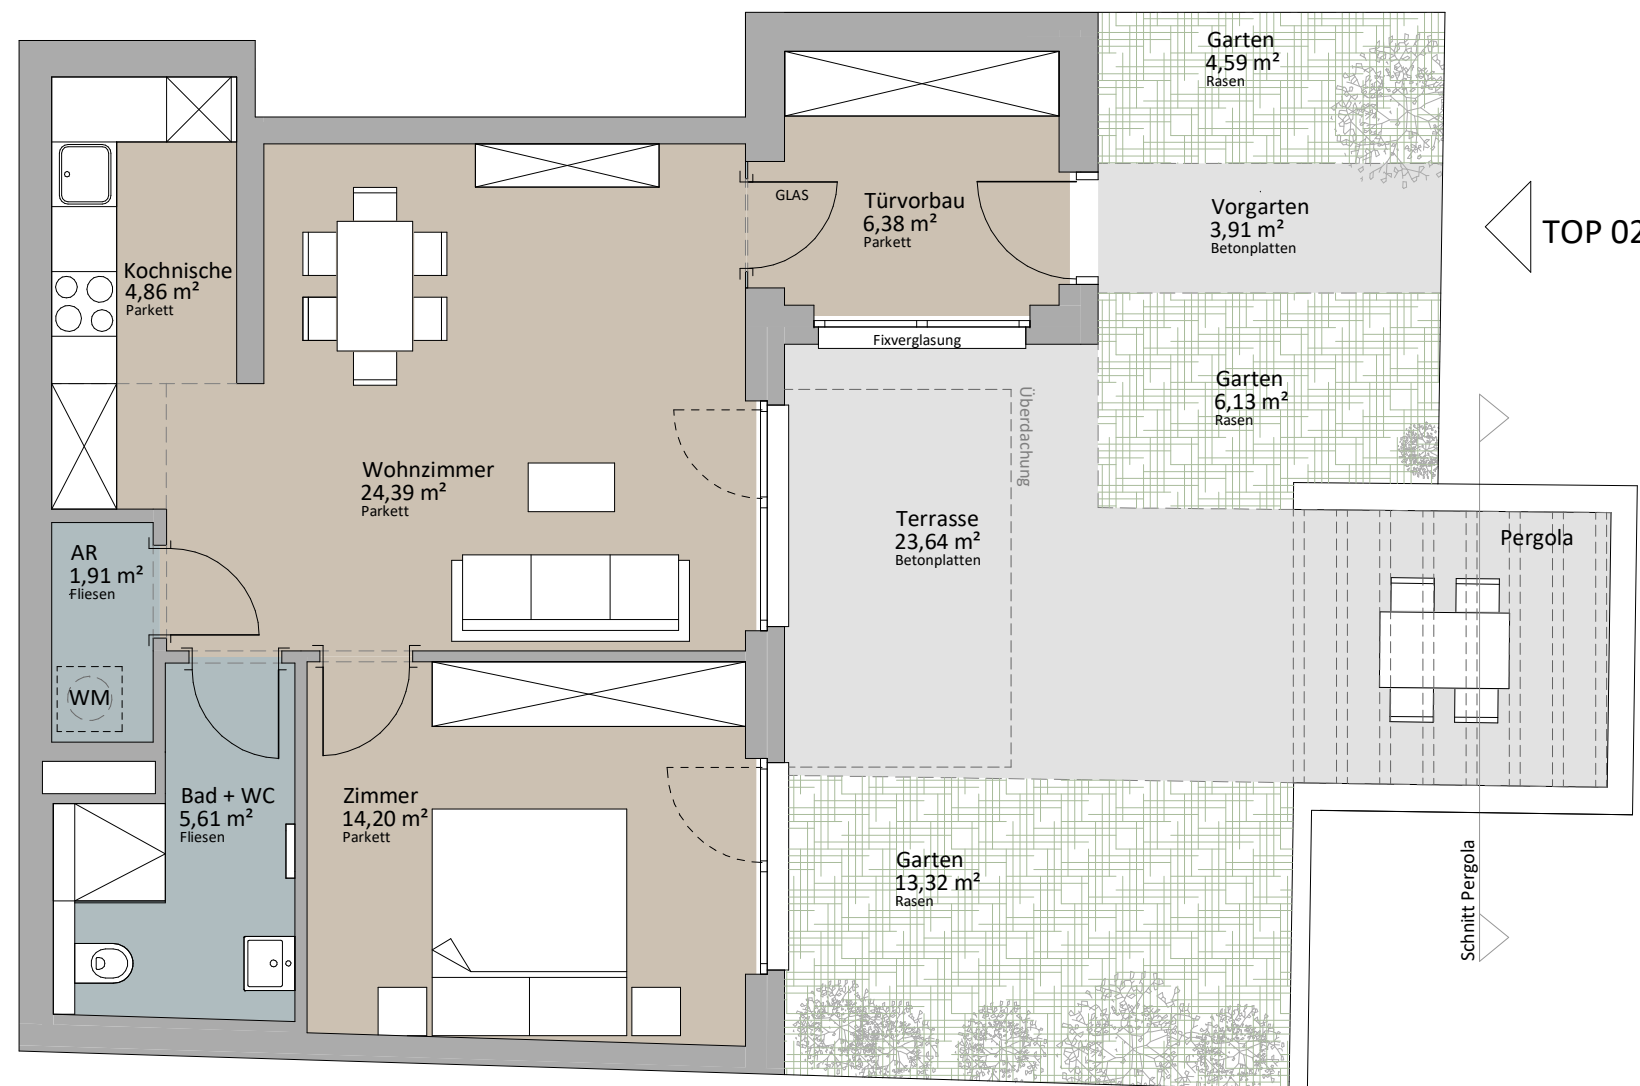 Garten
4,59 m²
Rasen
GLAS
Türvorbau
6,38 m²
Parkett
Vorgarten
3,91 m²
Betonplatten
TOP 02
Kochnische
4,86 m²
Parkett
Fixverglasung
Garten
6,13 m²
Rasen
Überdachung
Wohnzimmer
24,39 m²
Parkett
Terrasse
23,64 m²
Betonplatten
Pergola
AR
1,91 m²
Fliesen
WM
Bad + WC
5,61 m²
Fliesen
Zimmer
14,20 m²
Parkett
Garten
13,32 m²
Rasen
Schnitt Pergola